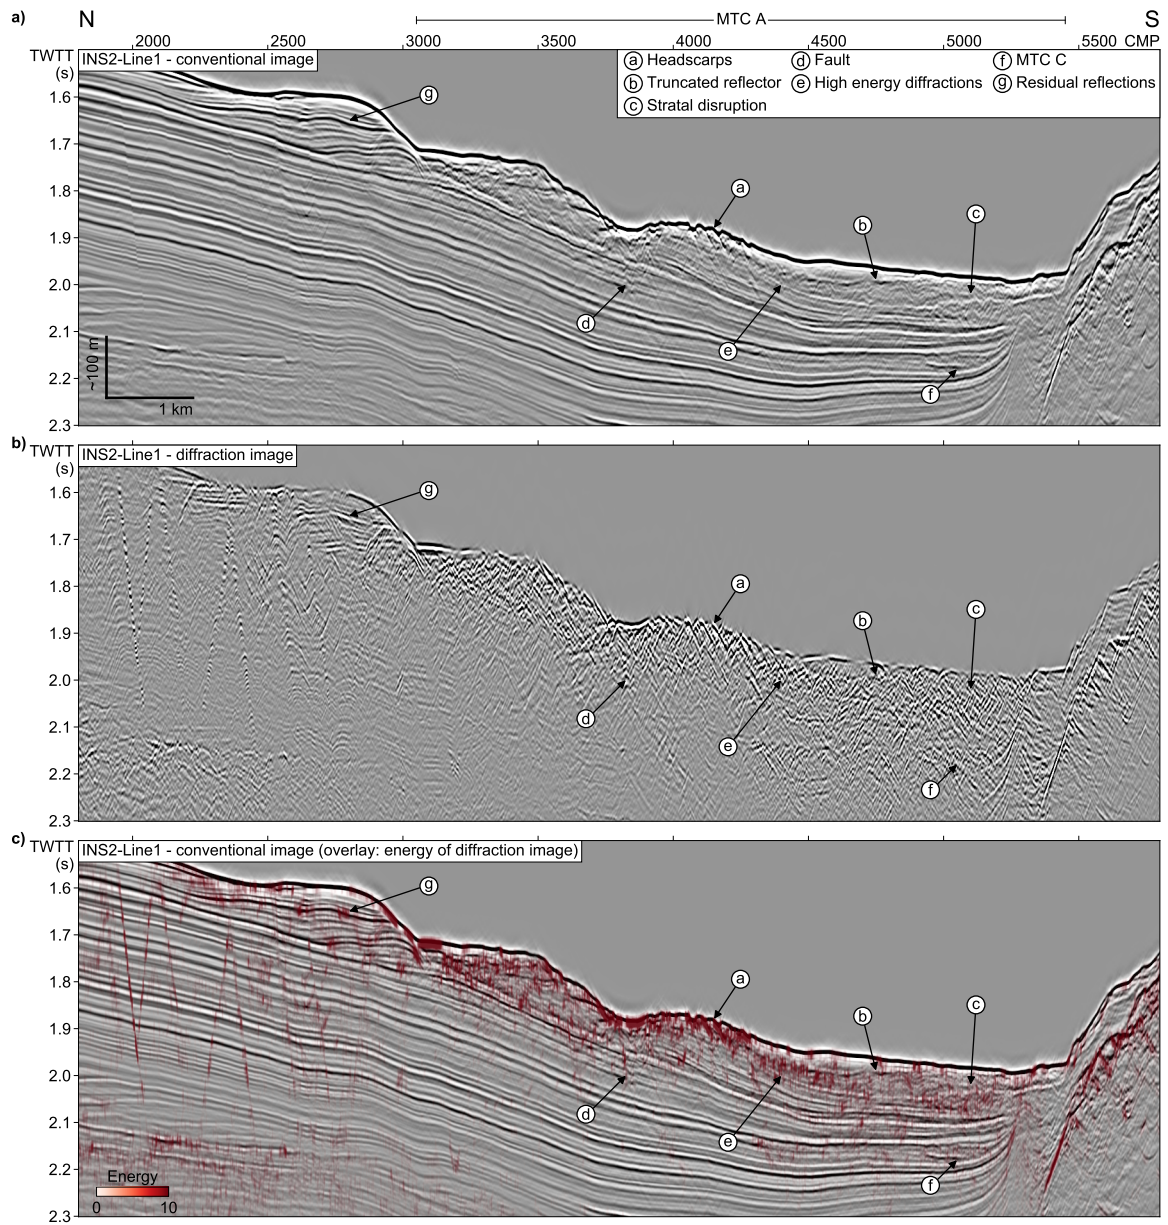 a)
N
MTC A
S
2000 2500 3000 3500 4000 4500 5000 5500 CMP
TWTT
(s)
INS2-Line1 - conventional image
a Headscarps
d Fault
f MTC C
b Truncated reflector
e High energy diffractions
g Residual reflections
c Stratal disruption
1.6
1.7
1.8
1.9
2.0
2.1
2.2
2.3
g
a
b
c
d
e
f
~100 m
1 km
b)
TWTT
(s)
INS2-Line1 - diffraction image
1.6
1.7
1.8
1.9
2.0
2.1
2.2
2.3
g
a
b
c
d
e
f
c)
TWTT
(s)
INS2-Line1 - conventional image (overlay: energy of diffraction image)
1.6
1.7
1.8
1.9
2.0
2.1
2.2
2.3
g
a
b
c
d
e
f
Energy
0 10